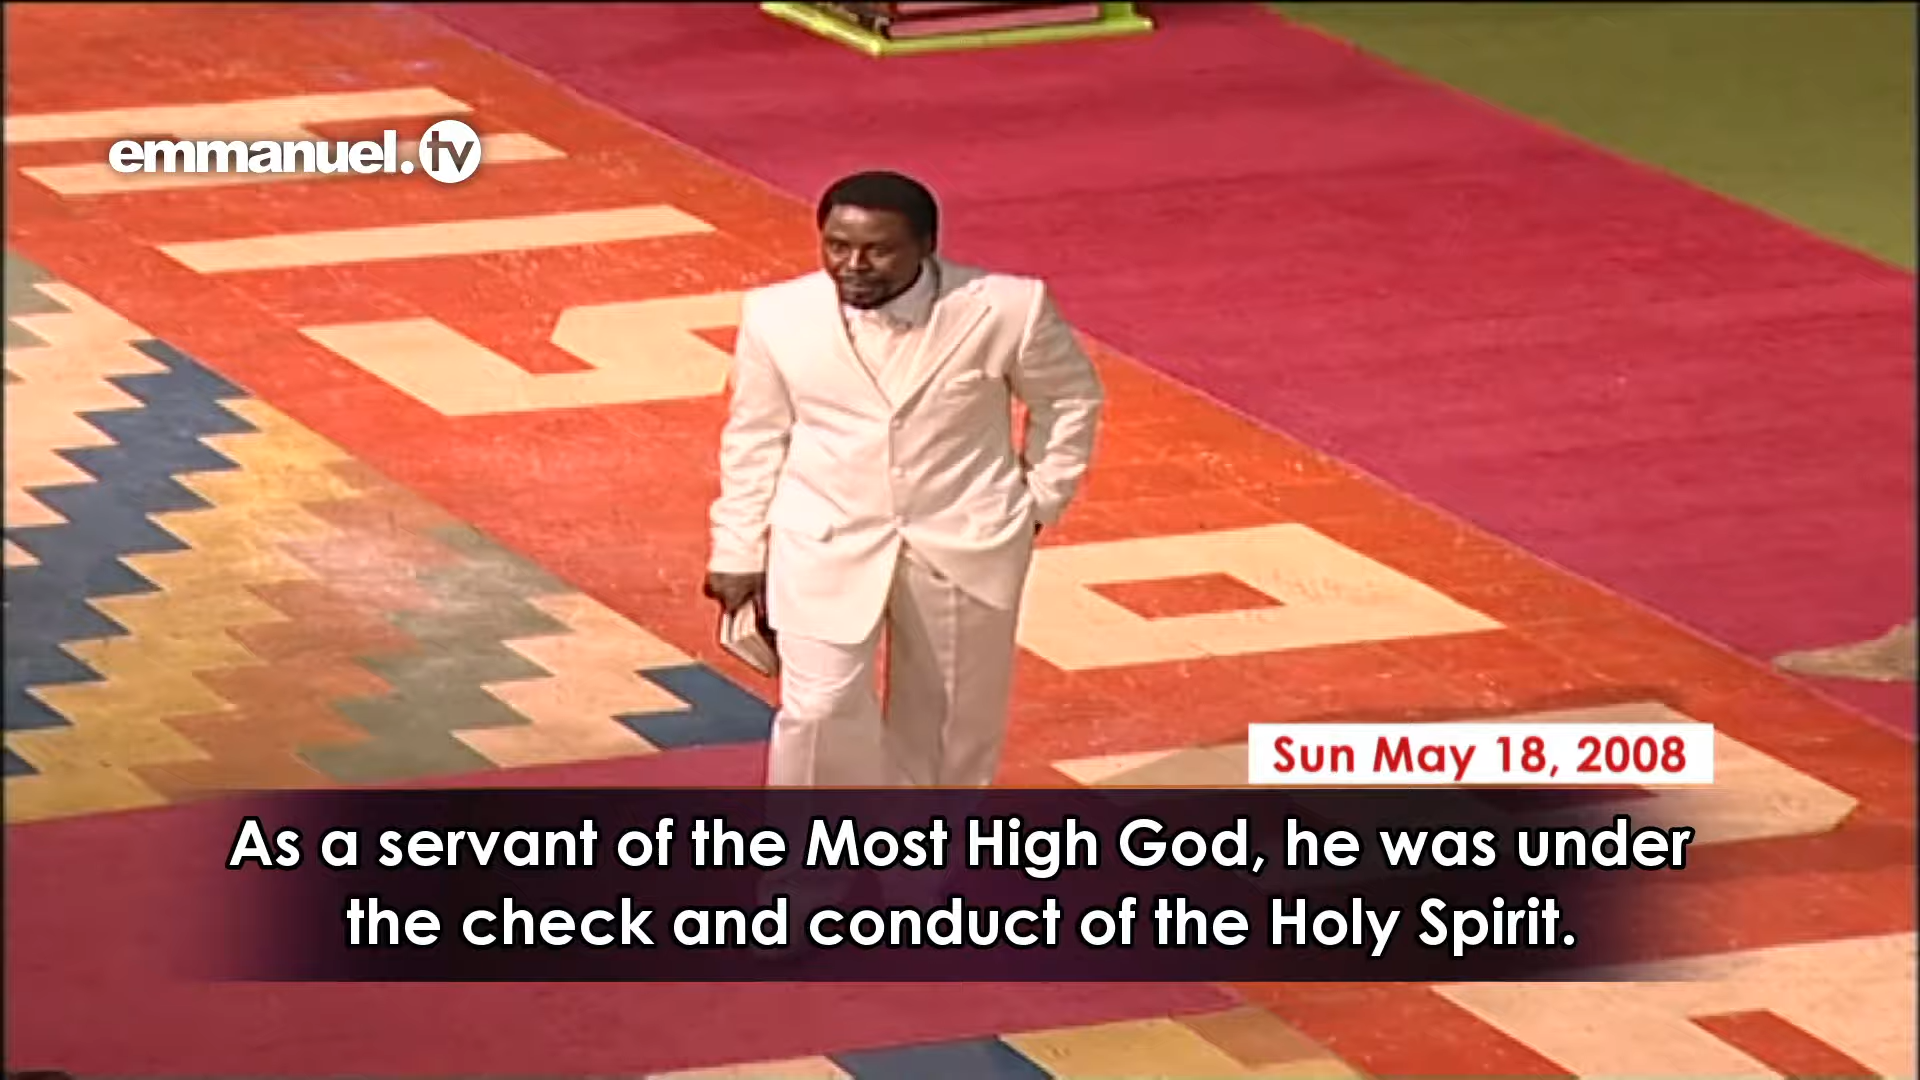 emmanuel.tv
Sun May 18, 2008
As a servant of the Most High God, he was under
the check and conduct of the Holy Spirit.